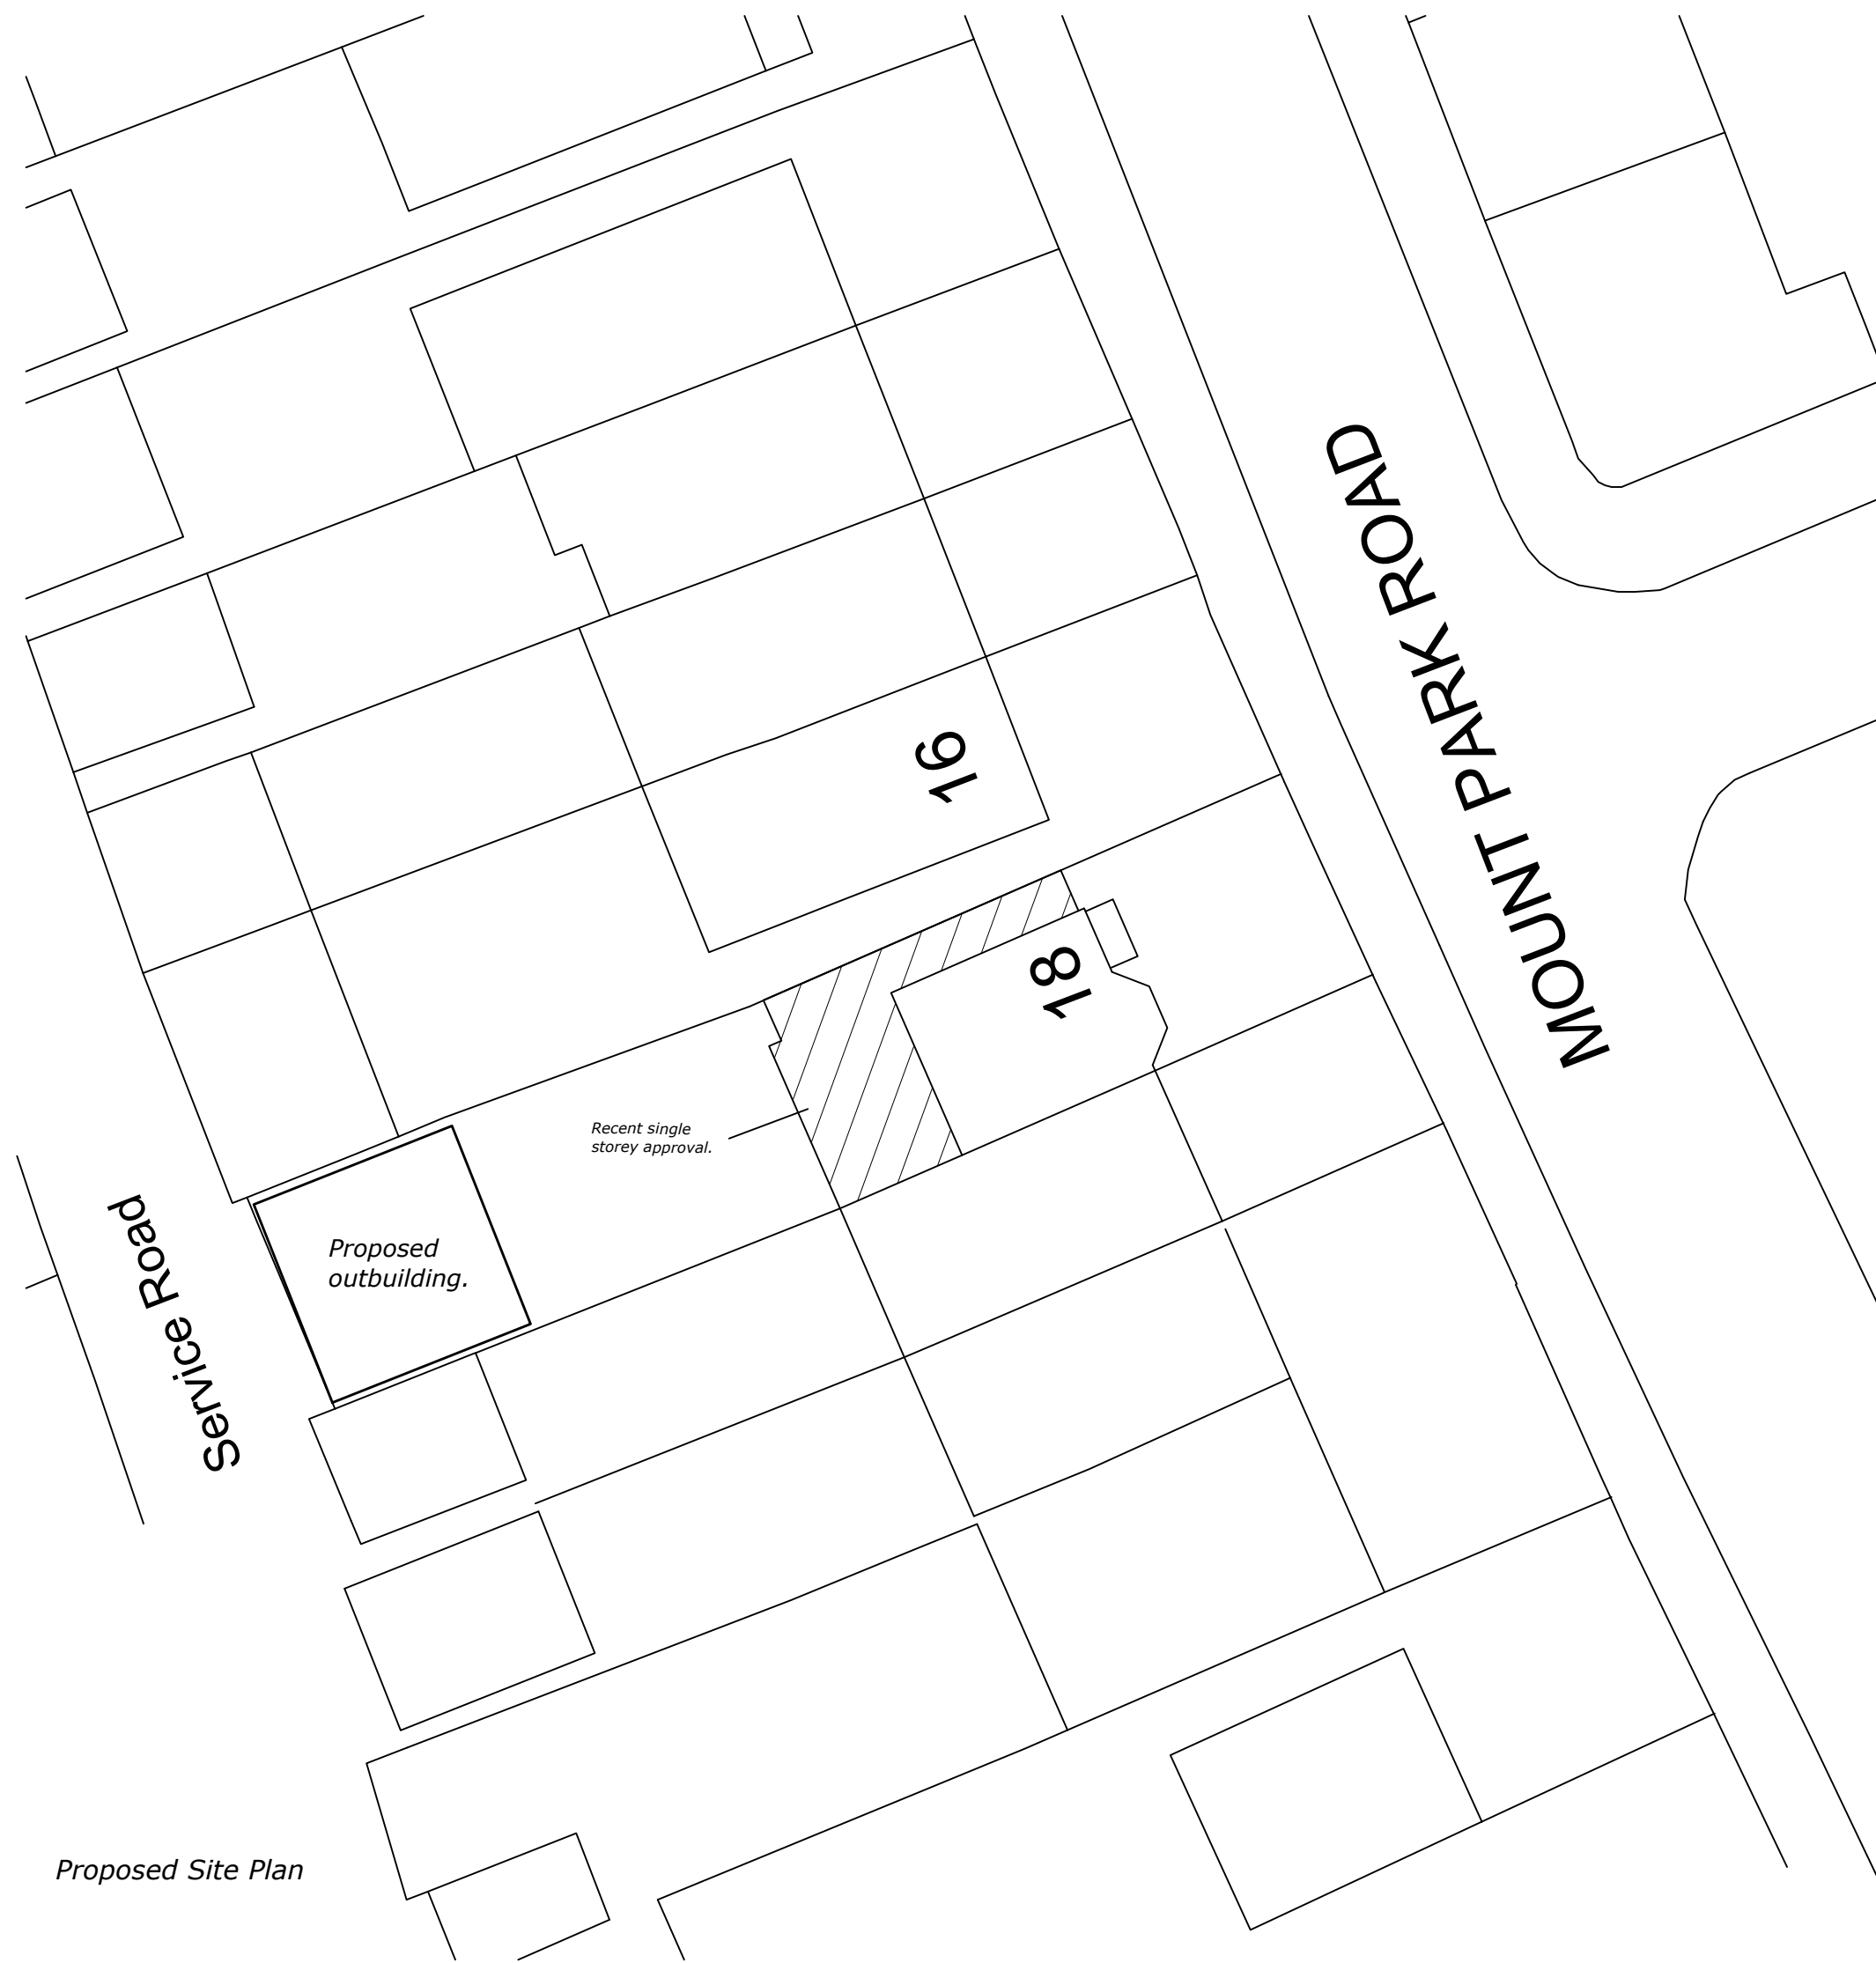 MOUNT PARK ROAD
16
18
Recent single
storey approval.
Proposed
outbuilding.
Service Road
Proposed Site Plan